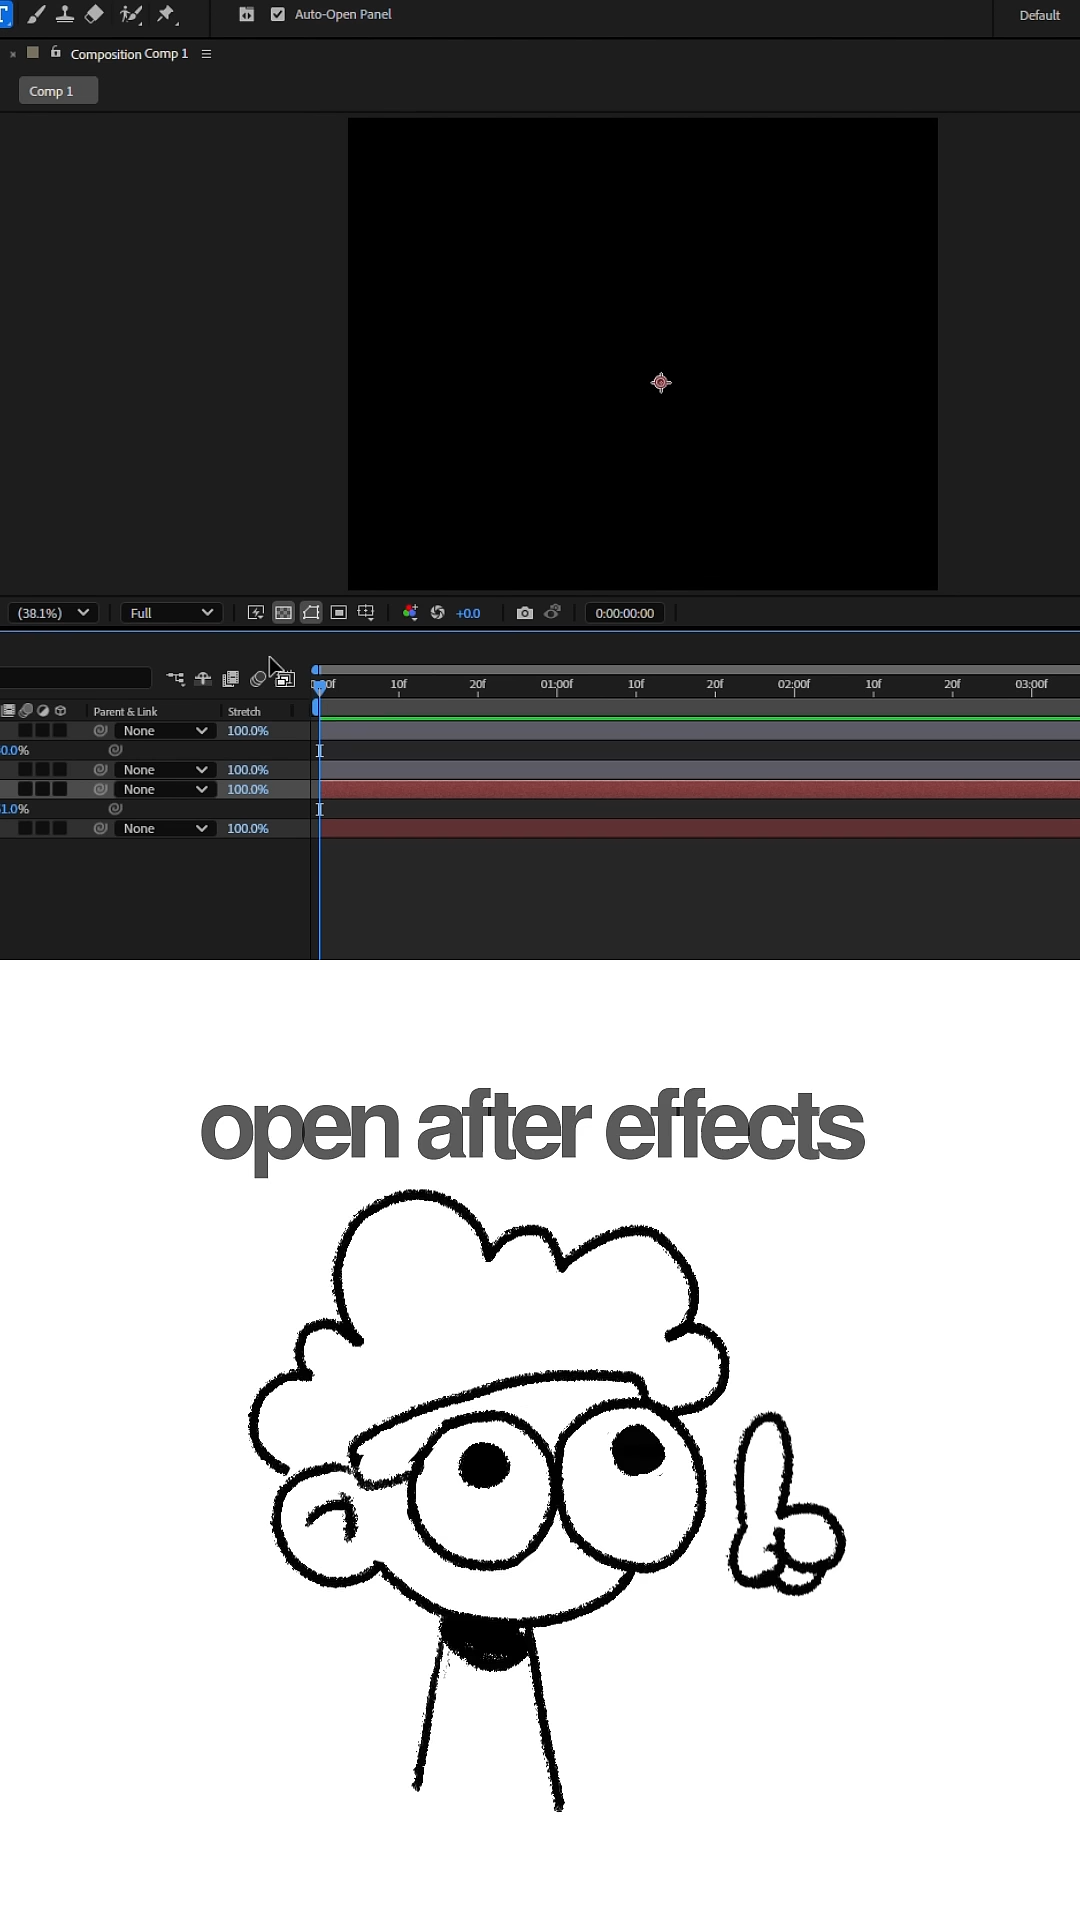 T
Auto-Open Panel
Default
× Composition Comp 1
Comp 1
(38.1%) Full +0.0 0:00:00:00
10f 20f 01:00f 10f 20f 02:00f 10f 20f 03:00f
Parent & Link Stretch
None 100.0%
0.0%
None 100.0%
None 100.0%
1.0%
None 100.0%
open after effects